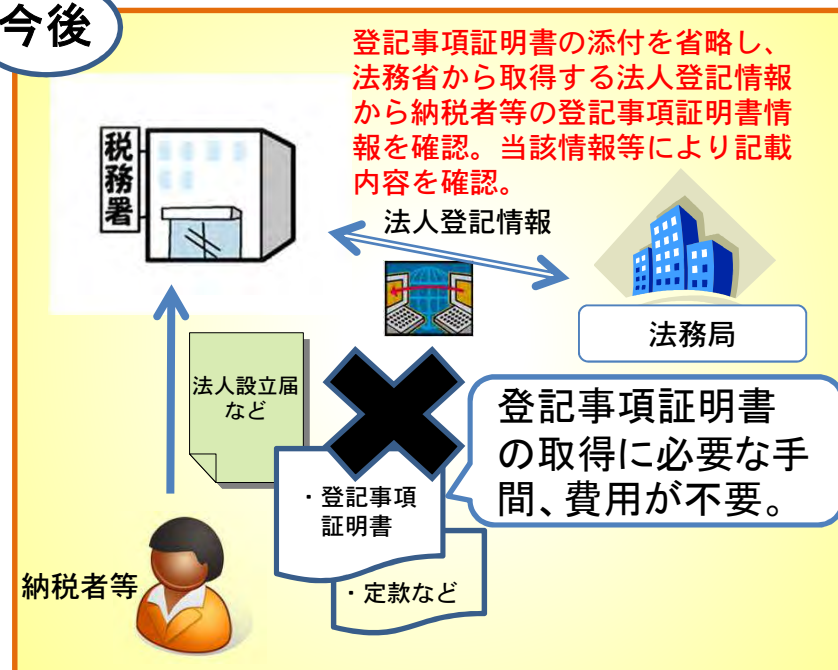 今後
登記事項証明書の添付を省略し、
法務省から取得する法人登記情報
から納税者等の登記事項証明書情
報を確認。当該情報等により記載
内容を確認。
税務署
法人登記情報
法務局
法人設立届
など
登記事項証明書
の取得に必要な手
間、費用が不要。
・登記事項
証明書
・定款など
納税者等